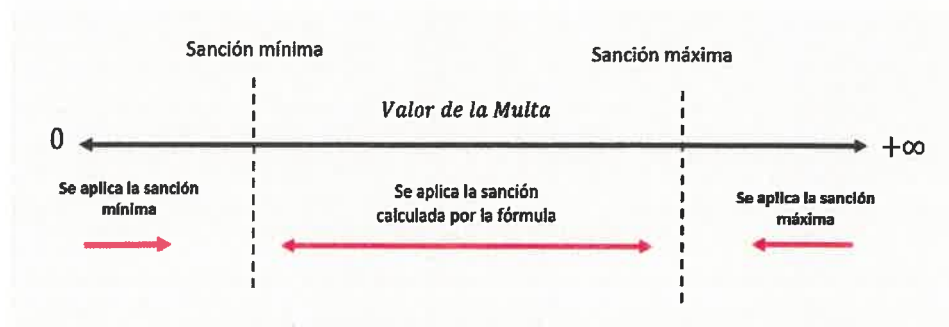 Sanción mínima
Sanción máxima
Valor de la Multa
0
+∞
Se aplica la sanción
mínima
Se aplica la sanción
calculada por la fórmula
Se aplica la sanción
máxima